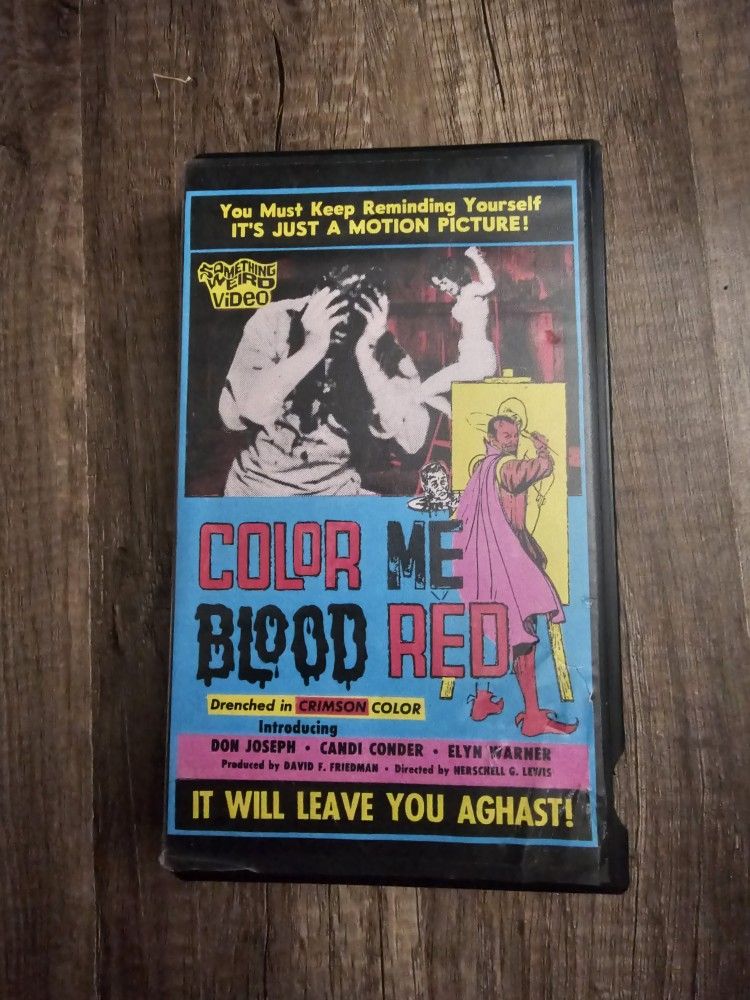 You Must Keep Reminding Yourself
IT'S JUST A MOTION PICTURE!
SOMETHING
WEIRD
VIDEO
COLOR ME
BLOOD RED
Drenched in CRIMSON COLOR
Introducing
DON JOSEPH • CANDI CONDER • ELYN WARNER
Produced by DAVID F. FRIEDMAN • Directed by HERSCHELL G. LEWIS
IT WILL LEAVE YOU AGHAST!